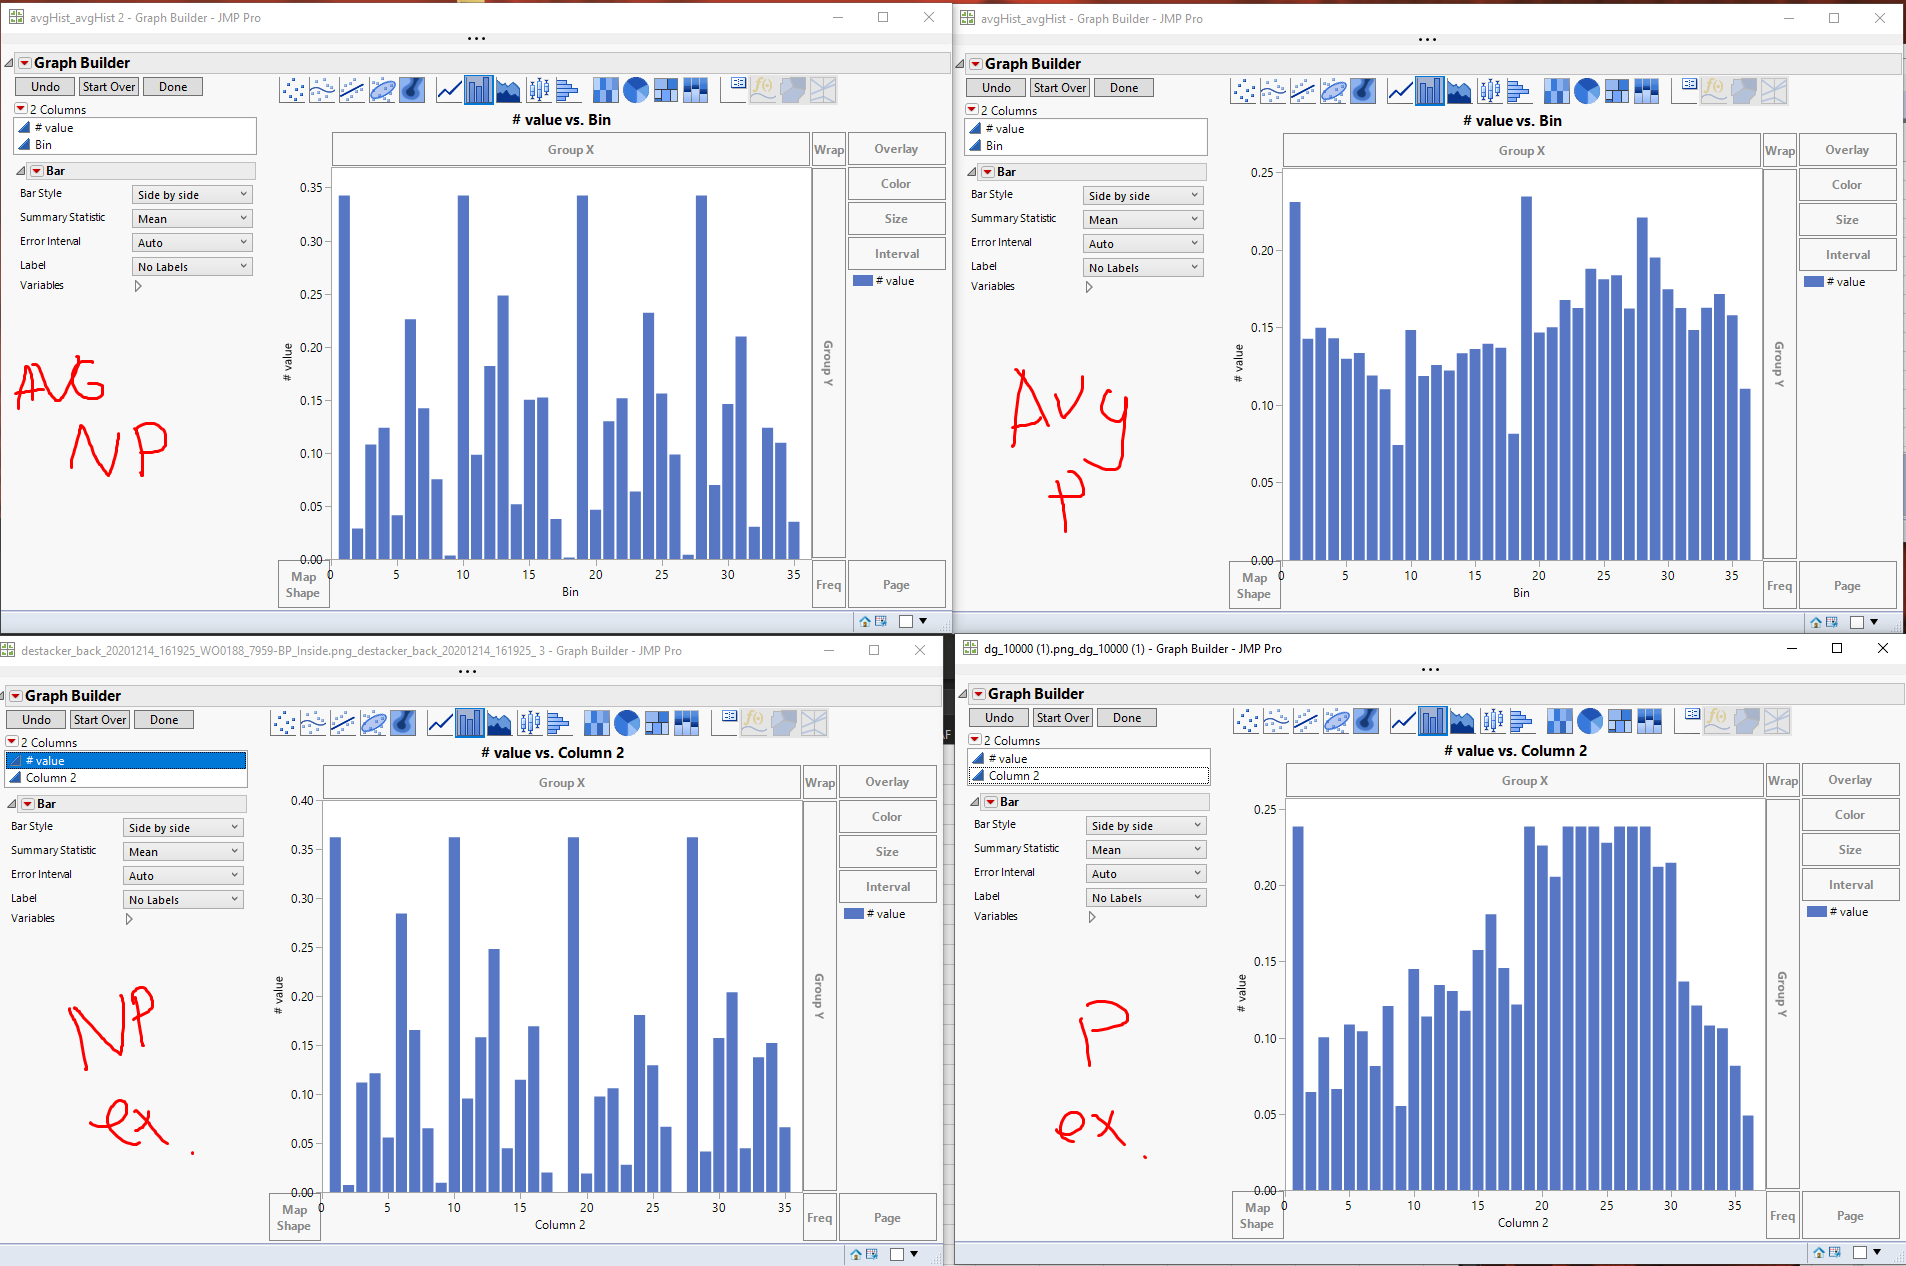 avgHist_avgHist 2 - Graph Builder - JMP Pro
Graph Builder
Undo Start Over Done
2 Columns
# value
Bin
Bar
Bar Style Side by side
Summary Statistic Mean
Error Interval Auto
Label No Labels
Variables
# value vs. Bin
Group X
Wrap
Overlay
Color
Size
Interval
# value
Group Y
# value
0.35
0.30
0.25
0.20
0.15
0.10
0.05
0.00
0 5 10 15 20 25 30 35
Bin
Map Shape
Freq
Page
AVG
NP
avgHist_avgHist - Graph Builder - JMP Pro
Graph Builder
Undo Start Over Done
2 Columns
# value
Bin
Bar
Bar Style Side by side
Summary Statistic Mean
Error Interval Auto
Label No Labels
Variables
# value vs. Bin
Group X
Wrap
Overlay
Color
Size
Interval
# value
Group Y
# value
0.25
0.20
0.15
0.10
0.05
0.00
0 5 10 15 20 25 30 35
Bin
Map Shape
Freq
Page
Avg
P
destacker_back_20201214_161925_WO0188_7959-BP_Inside.png_destacker_back_20201214_161925_ 3 - Graph Builder - JMP Pro
Graph Builder
Undo Start Over Done
2 Columns
# value
Column 2
Bar
Bar Style Side by side
Summary Statistic Mean
Error Interval Auto
Label No Labels
Variables
# value vs. Column 2
Group X
Wrap
Overlay
Color
Size
Interval
# value
Group Y
# value
0.40
0.35
0.30
0.25
0.20
0.15
0.10
0.05
0.00
0 5 10 15 20 25 30 35
Column 2
Map Shape
Freq
Page
NP
ex.
dg_10000 (1).png_dg_10000 (1) - Graph Builder - JMP Pro
Graph Builder
Undo Start Over Done
2 Columns
# value
Column 2
Bar
Bar Style Side by side
Summary Statistic Mean
Error Interval Auto
Label No Labels
Variables
# value vs. Column 2
Group X
Wrap
Overlay
Color
Size
Interval
# value
Group Y
# value
0.25
0.20
0.15
0.10
0.05
0.00
0 5 10 15 20 25 30 35
Column 2
Map Shape
Freq
Page
P
ex.